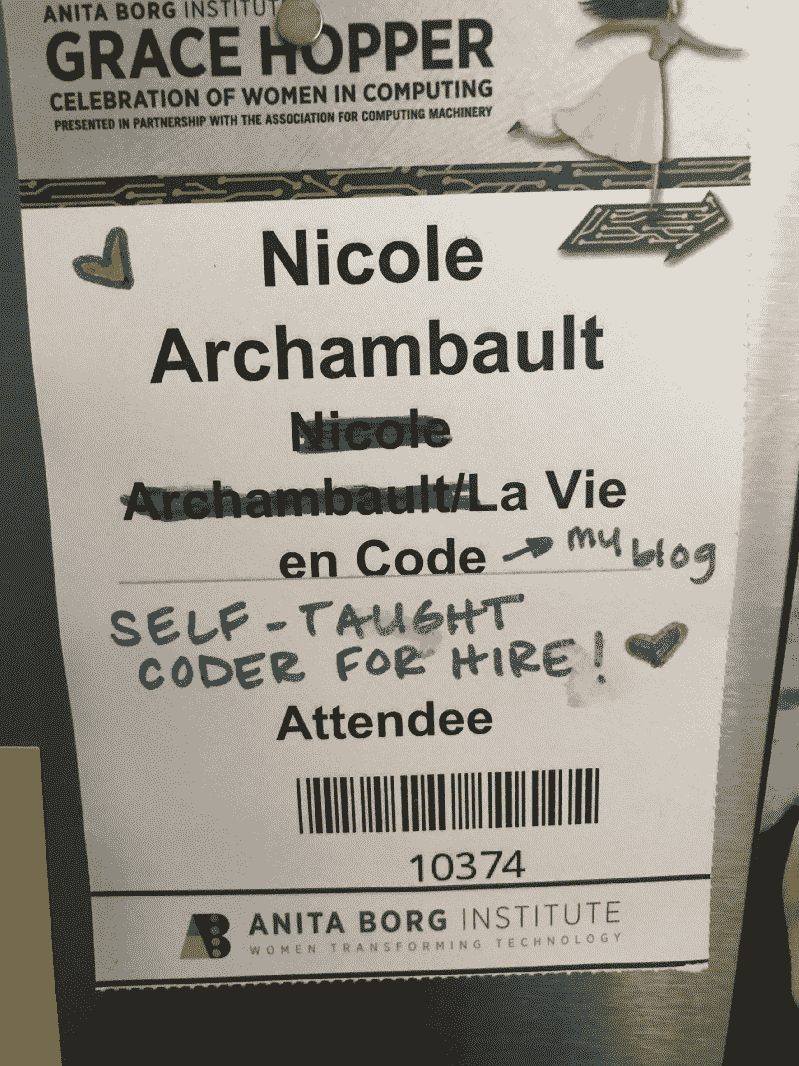 ANITA BORG INSTITUT
GRACE HOPPER
CELEBRATION OF WOMEN IN COMPUTING
PRESENTED IN PARTNERSHIP WITH THE ASSOCIATION FOR COMPUTING MACHINERY
Nicole
Archambault
Nicole
Archambault/La Vie
en Code → my blog
SELF-TAUGHT
CODER FOR HIRE!
Attendee
10374
ANITA BORG INSTITUTE
WOMEN TRANSFORMING TECHNOLOGY